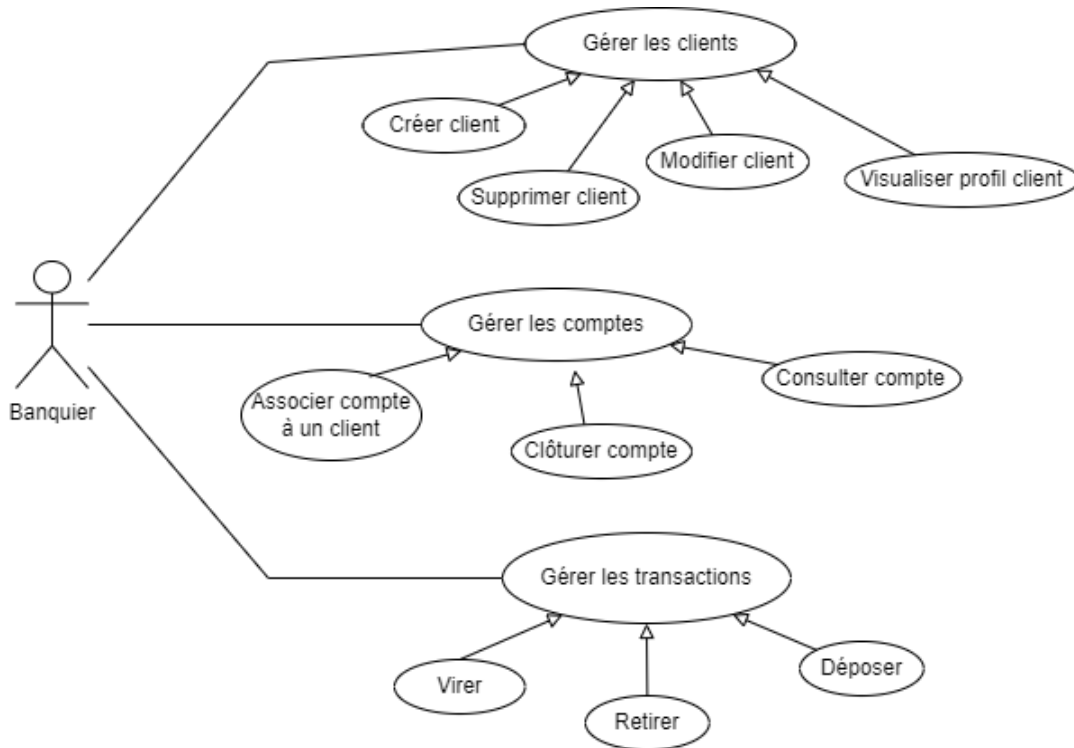 Gérer les clients
Créer client
Modifier client
Supprimer client
Visualiser profil client
Banquier
Gérer les comptes
Associer compte
à un client
Clôturer compte
Consulter compte
Gérer les transactions
Virer
Retirer
Déposer